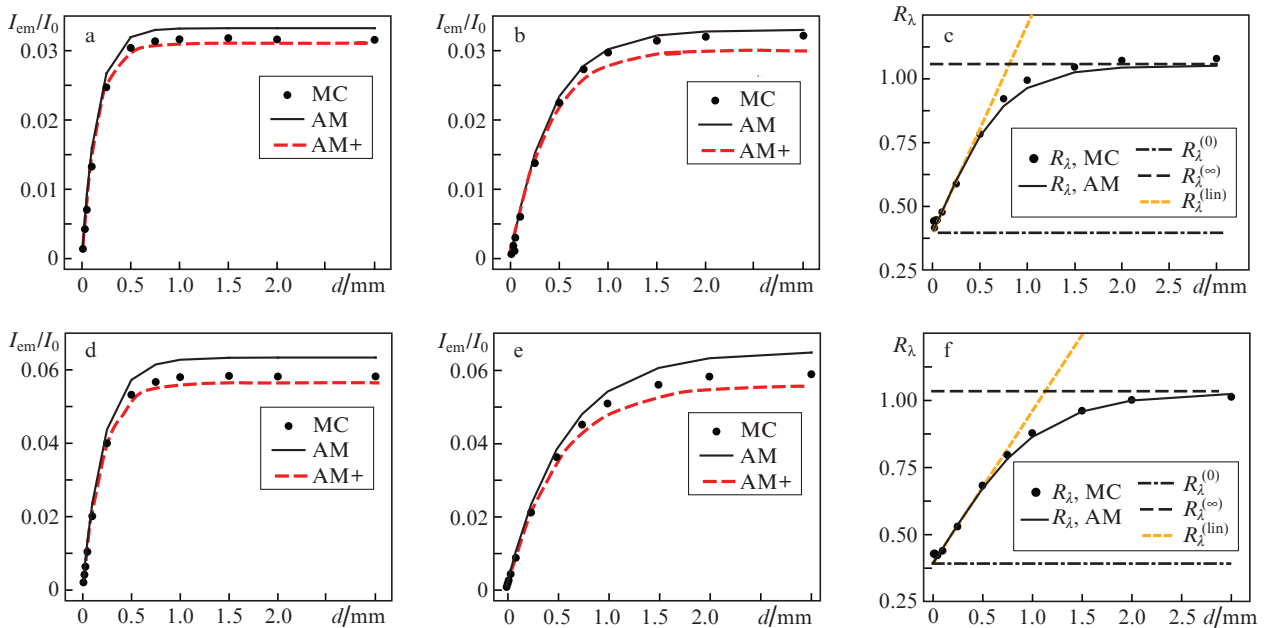 I_em/I_0
a
0.03
0.02
0.01
0
MC
AM
AM+
0 0.5 1.0 1.5 2.0 d/mm
I_em/I_0
b
0.03
0.02
0.01
0
MC
AM
AM+
0 0.5 1.0 1.5 2.0 d/mm
R_λ
c
1.00
0.75
0.50
0.25
R_λ, MC
R_λ, AM
R_λ^(0)
R_λ^(∞)
R_λ^(lin)
0 0.5 1.0 1.5 2.0 2.5 d/mm
I_em/I_0
d
0.06
0.04
0.02
0
MC
AM
AM+
0 0.5 1.0 1.5 2.0 d/mm
I_em/I_0
e
0.06
0.04
0.02
0
MC
AM
AM+
0 0.5 1.0 1.5 2.0 d/mm
R_λ
f
1.00
0.75
0.50
0.25
R_λ, MC
R_λ, AM
R_λ^(0)
R_λ^(∞)
R_λ^(lin)
0 0.5 1.0 1.5 2.0 2.5 d/mm